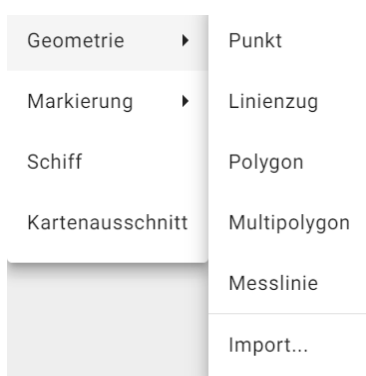 Geometrie
Markierung
Schiff
Kartenausschnitt
Punkt
Linienzug
Polygon
Multipolygon
Messlinie
Import...